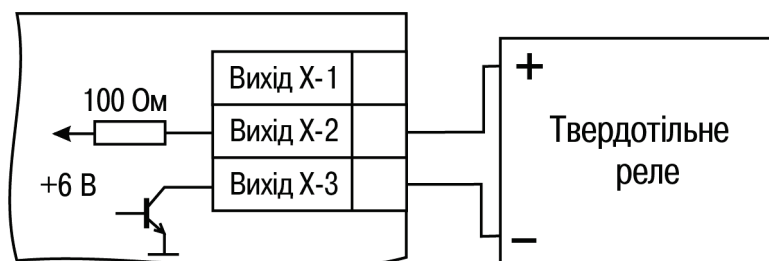 Вихід X-1
100 Ом
Вихід X-2
+6 В
Вихід X-3
+
Твердотільне
реле
−